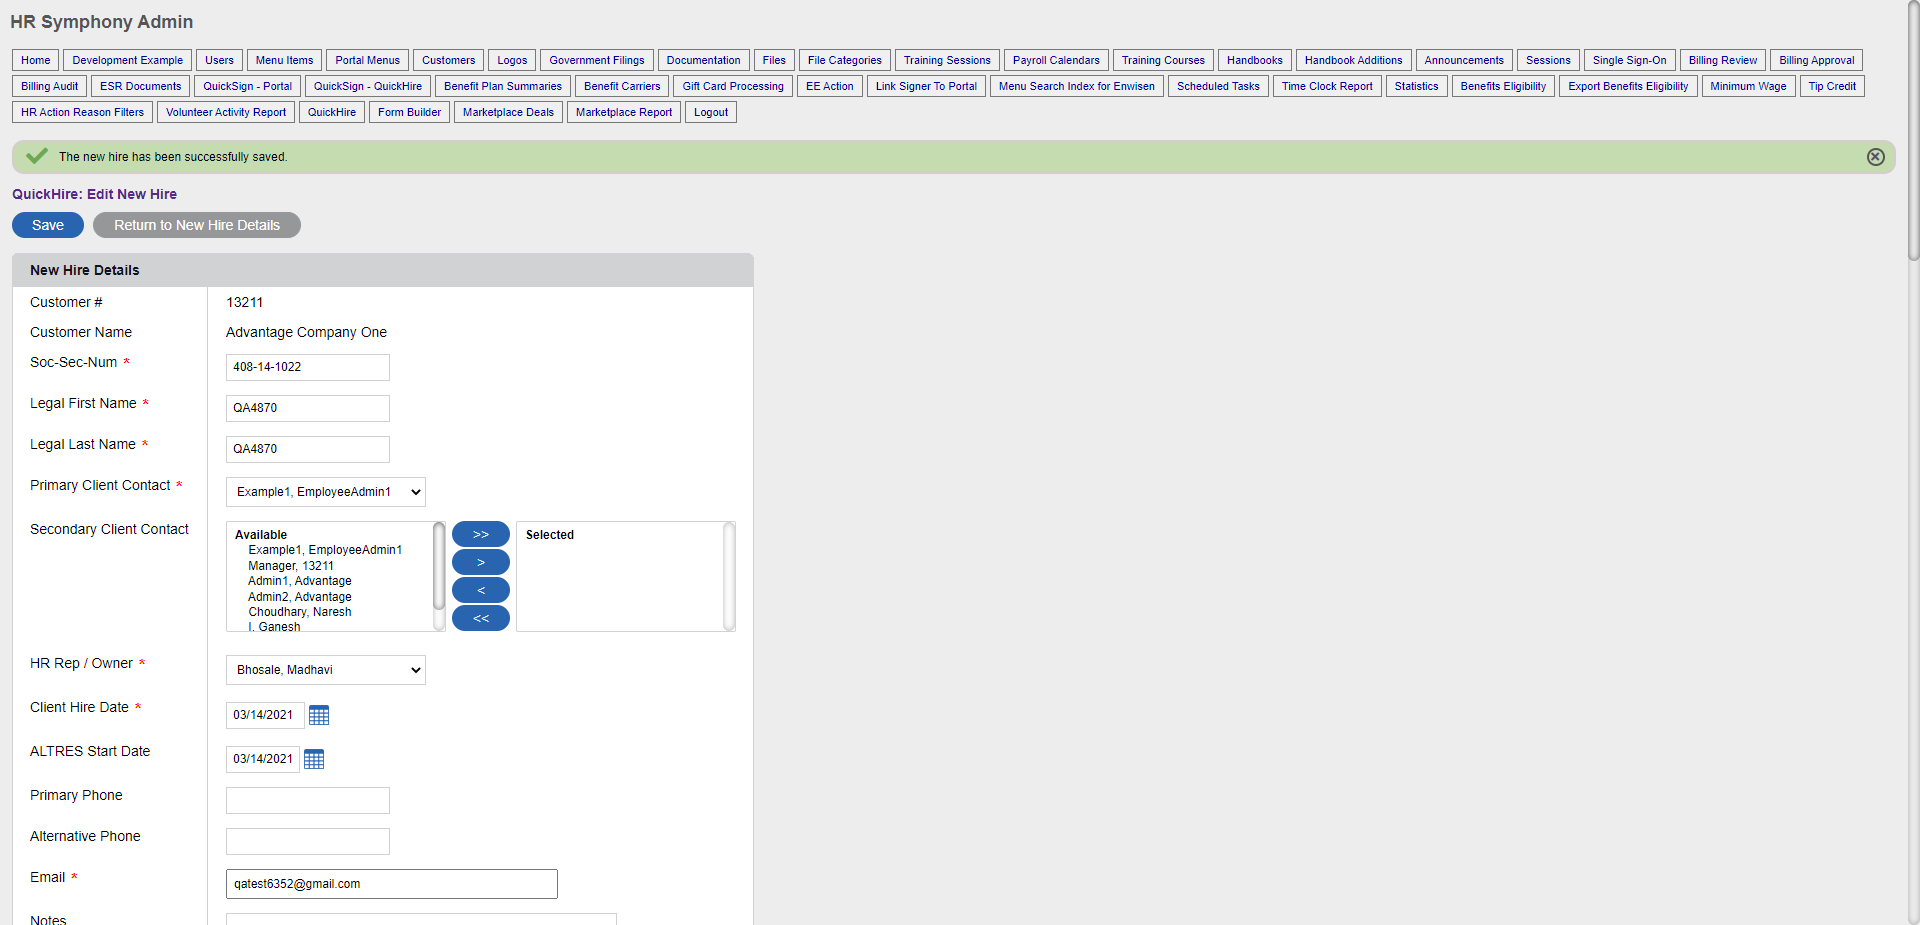 HR Symphony Admin
Home Development Example Users Menu Items Portal Menus Customers Logos Government Filings Documentation Files File Categories Training Sessions Payroll Calendars Training Courses Handbooks Handbook Additions Announcements Sessions Single Sign-On Billing Review Billing Approval
Billing Audit ESR Documents QuickSign - Portal QuickSign - QuickHire Benefit Plan Summaries Benefit Carriers Gift Card Processing EE Action Link Signer To Portal Menu Search Index for Enwisen Scheduled Tasks Time Clock Report Statistics Benefits Eligibility Export Benefits Eligibility Minimum Wage Tip Credit
HR Action Reason Filters Volunteer Activity Report QuickHire Form Builder Marketplace Deals Marketplace Report Logout
The new hire has been successfully saved.
QuickHire: Edit New Hire
Save Return to New Hire Details
New Hire Details
Customer # 13211
Customer Name Advantage Company One
Soc-Sec-Num * 408-14-1022
Legal First Name * QA4870
Legal Last Name * QA4870
Primary Client Contact * Example1, EmployeeAdmin1
Secondary Client Contact
Available >> Selected
Example1, EmployeeAdmin1
Manager, 13211 >
Admin1, Advantage
Admin2, Advantage <
Choudhary, Naresh
I, Ganesh <<
HR Rep / Owner * Bhosale, Madhavi
Client Hire Date * 03/14/2021
ALTRES Start Date 03/14/2021
Primary Phone
Alternative Phone
Email * qatest6352@gmail.com
Notes